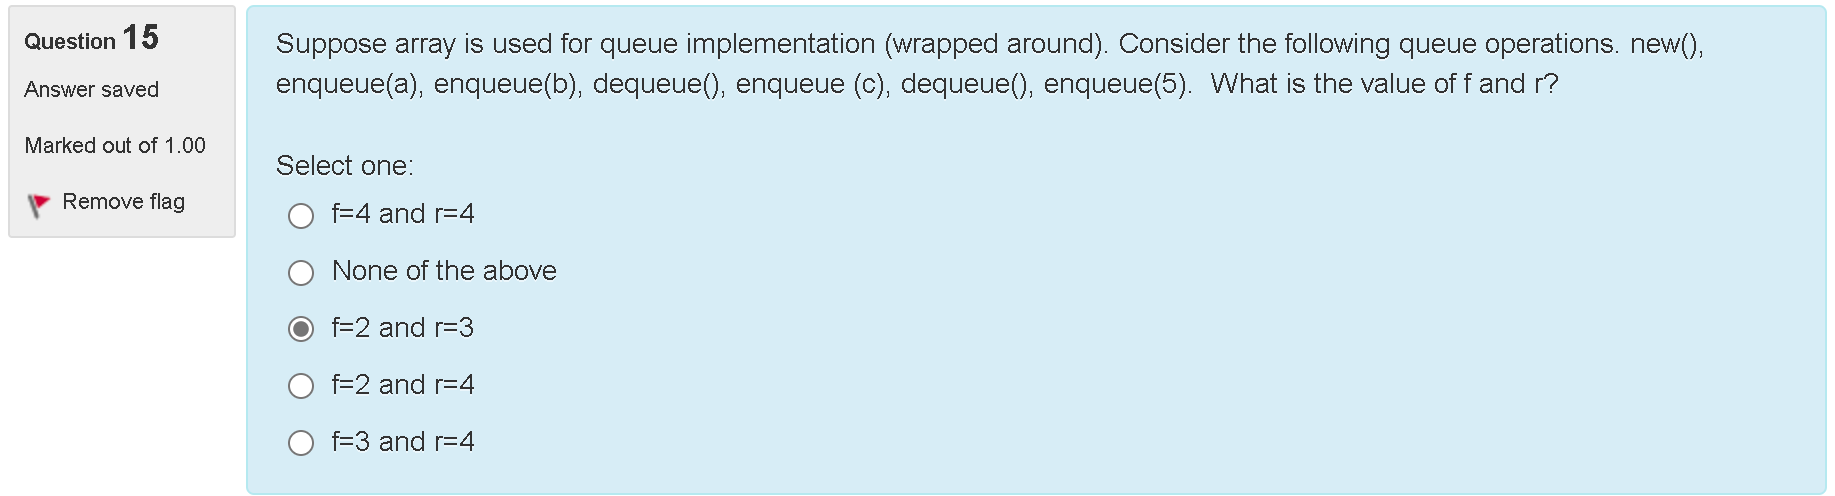 Question 15
Answer saved
Marked out of 1.00
Remove flag
Suppose array is used for queue implementation (wrapped around). Consider the following queue operations. new(),
enqueue(a), enqueue(b), dequeue(), enqueue (c), dequeue(), enqueue(5).  What is the value of f and r?
Select one:
f=4 and r=4
None of the above
f=2 and r=3
f=2 and r=4
f=3 and r=4